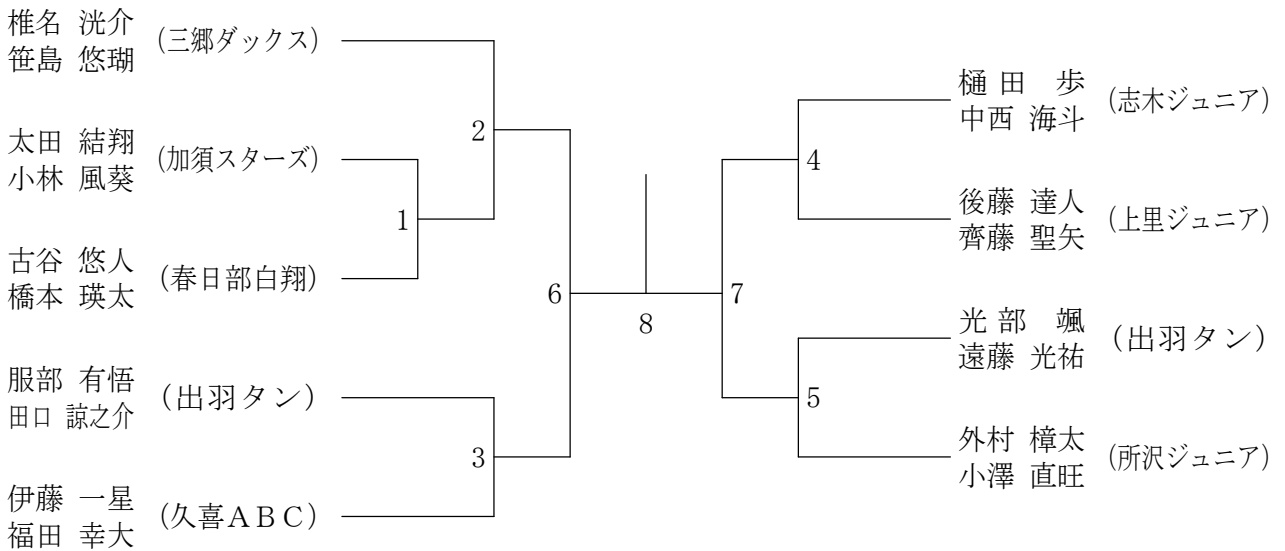 椎名 洸介
笹島 悠瑚
(三郷ダックス)
太田 結翔
小林 風葵
(加須スターズ)
古谷 悠人
橋本 瑛太
(春日部白翔)
服部 有悟
田口 諒之介
(出羽タン)
伊藤 一星
福田 幸大
(久喜ABC)
2
1
6
3
8
樋田 歩
中西 海斗
(志木ジュニア)
後藤 達人
齊藤 聖矢
(上里ジュニア)
光部 颯
遠藤 光祐
(出羽タン)
外村 樟太
小澤 直旺
(所沢ジュニア)
4
7
5